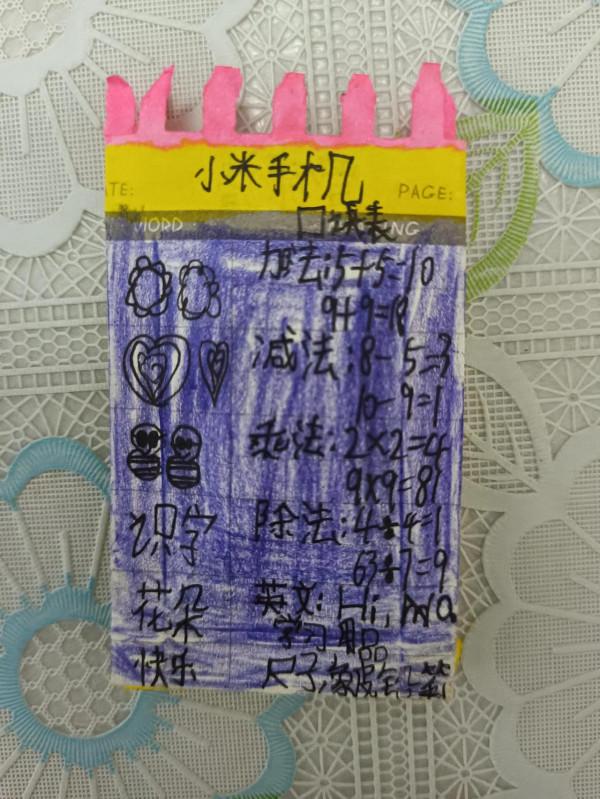 小米手机
TE:
PAGE:
WORD
NG
口诀表
加法:5+5=10
9+9=18
减法:8-5=3
10-9=1
乘法:2×2=4
9×9=81
识字
除法:4÷4=1
63÷7=9
花朵
英文:Hi,NO.
学习用品
快乐
尺子,象皮,铅笔